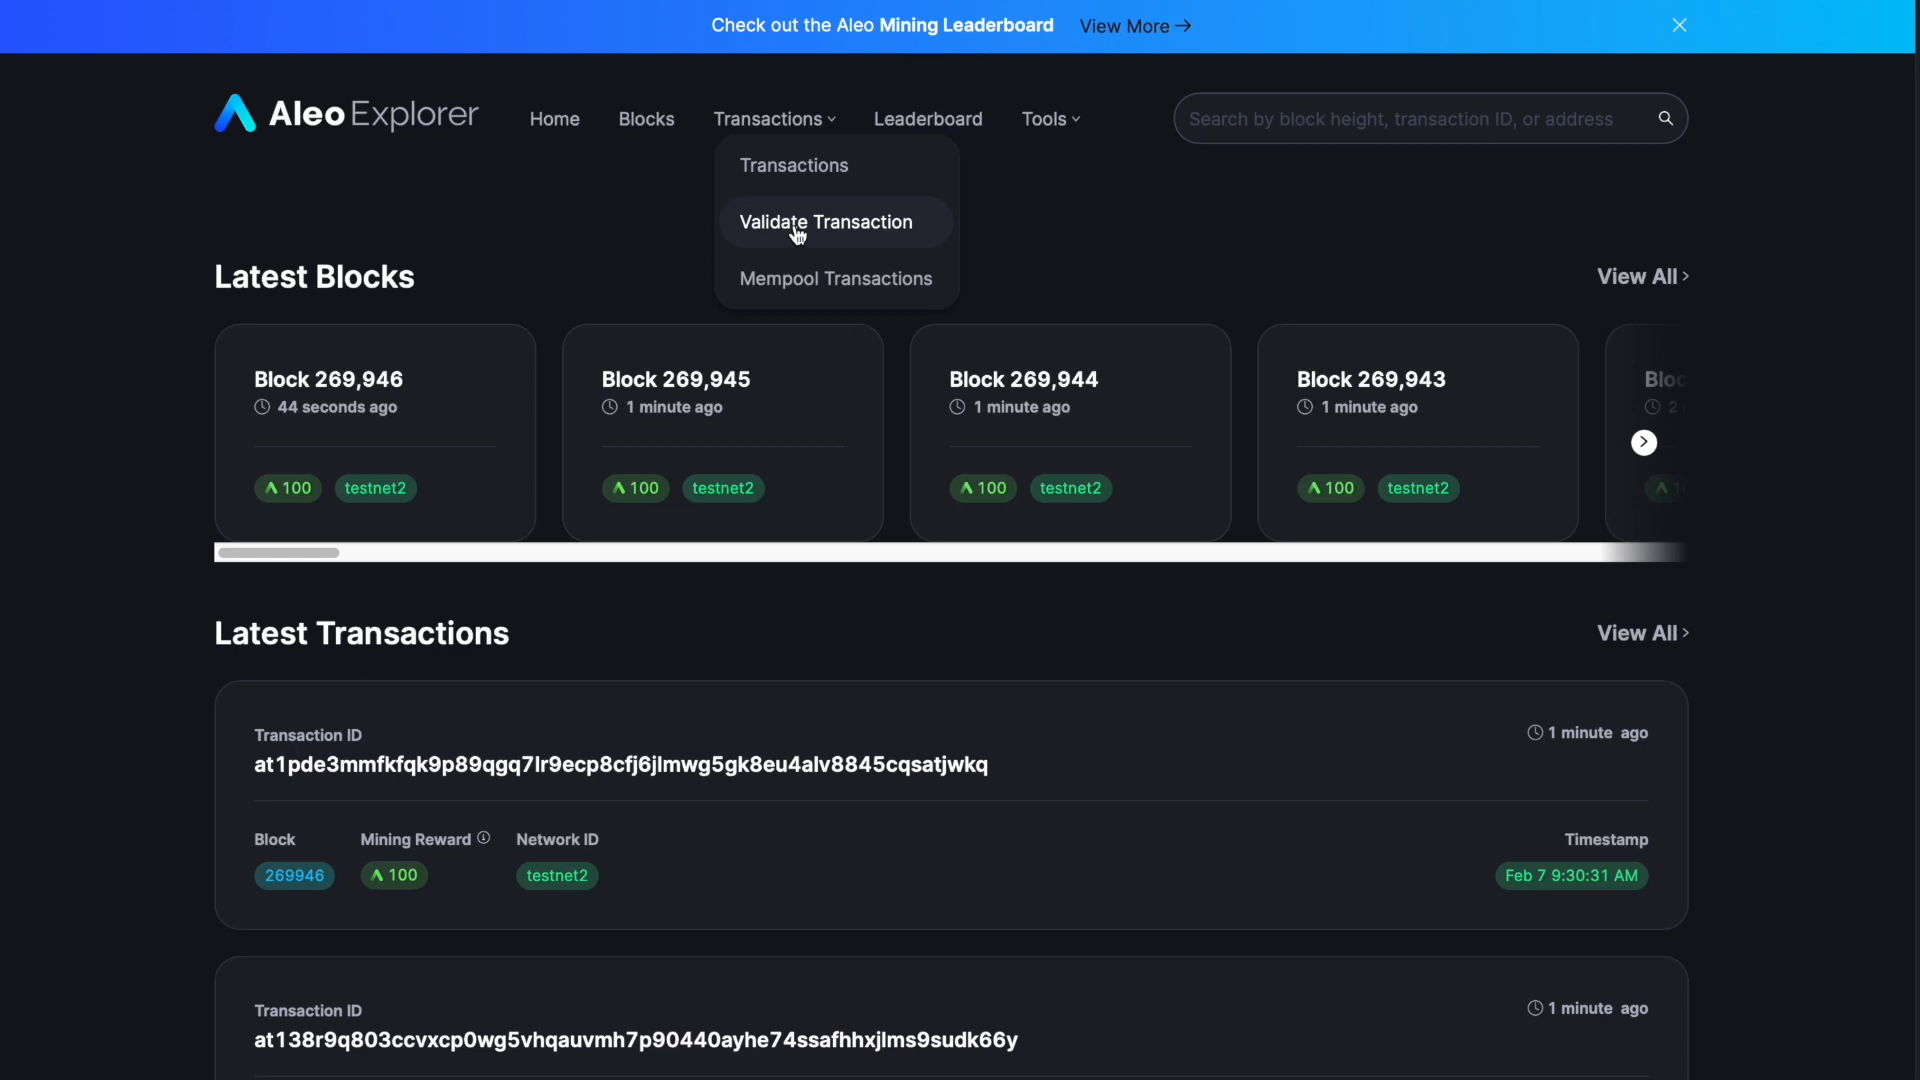 Check out the Aleo Mining Leaderboard View More →
Aleo Explorer
Home
Blocks
Transactions
Leaderboard
Tools
Search by block height, transaction ID, or address
Transactions
Validate Transaction
Mempool Transactions
Latest Blocks
View All
Block 269,946
44 seconds ago
100 testnet2
Block 269,945
1 minute ago
100 testnet2
Block 269,944
1 minute ago
100 testnet2
Block 269,943
1 minute ago
100 testnet2
Latest Transactions
View All
Transaction ID
1 minute ago
at1pde3mmfkfqk9p89qgq7lr9ecp8cfj6jlmwg5gk8eu4alv8845cqsatjwkq
Block
Mining Reward
Network ID
Timestamp
269946
100
testnet2
Feb 7 9:30:31 AM
Transaction ID
1 minute ago
at138r9q803ccvxcp0wg5vhqauvmh7p90440ayhe74ssafhhxjlms9sudk66y